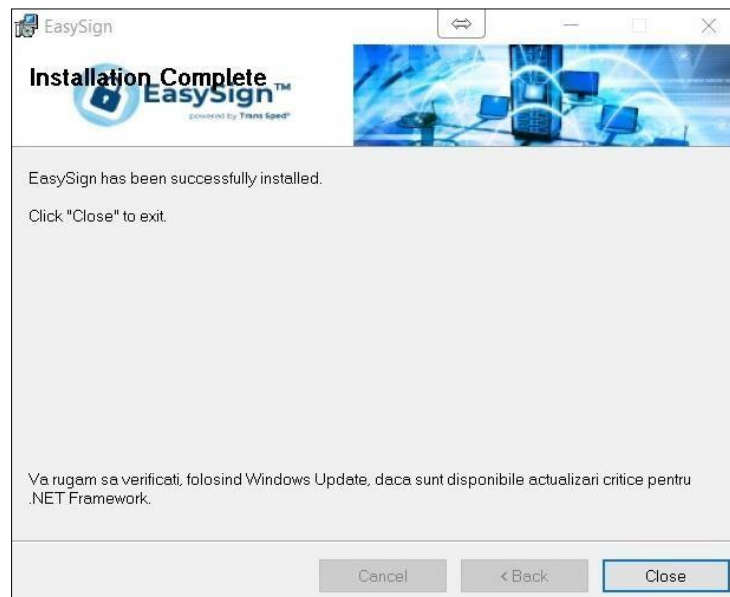 EasySign
Installation Complete
EasySign™
powered by Trans Sped®
EasySign has been successfully installed.
Click "Close" to exit.
Va rugam sa verificati, folosind Windows Update, daca sunt disponibile actualizari critice pentru
.NET Framework.
Cancel
< Back
Close